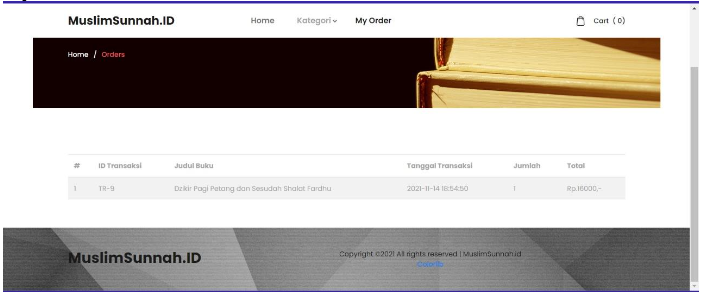 MuslimSunnah.ID Home Kategori My Order Cart (0)
Home / Orders
# ID Transaksi Judul Buku Tanggal Transaksi Jumlah Total
1 TR-9 Dzikir Pagi Petang dan Sesudah Shalat Fardhu 2021-11-14 18:54:50 1 Rp.16000,-
MuslimSunnah.ID Copyright ©2021 All rights reserved | MuslimSunnah.id